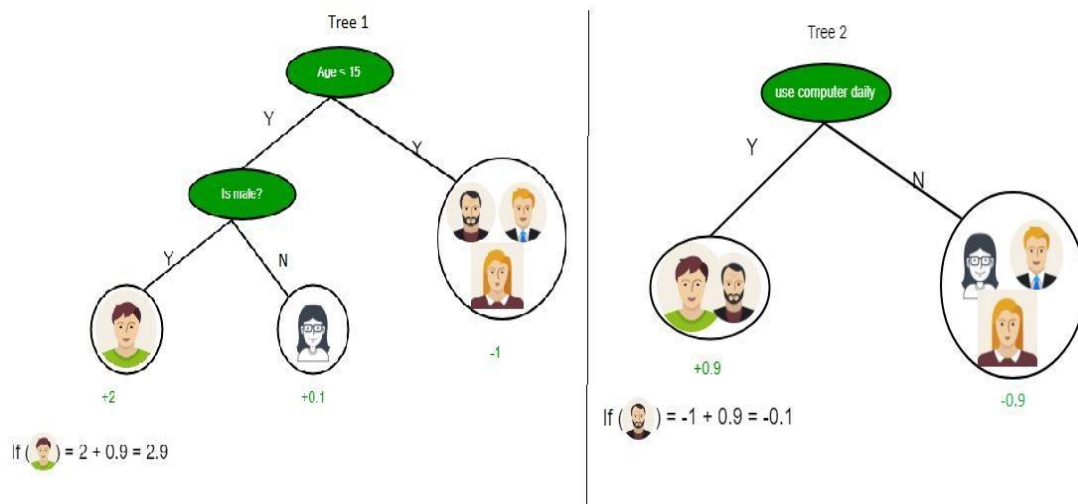 Tree 1
Age < 15
Y
Y
Is male?
Y
N
+2
+0.1
-1
If ( ) = 2 + 0.9 = 2.9
Tree 2
use computer daily
Y
N
+0.9
-0.9
If ( ) = -1 + 0.9 = -0.1